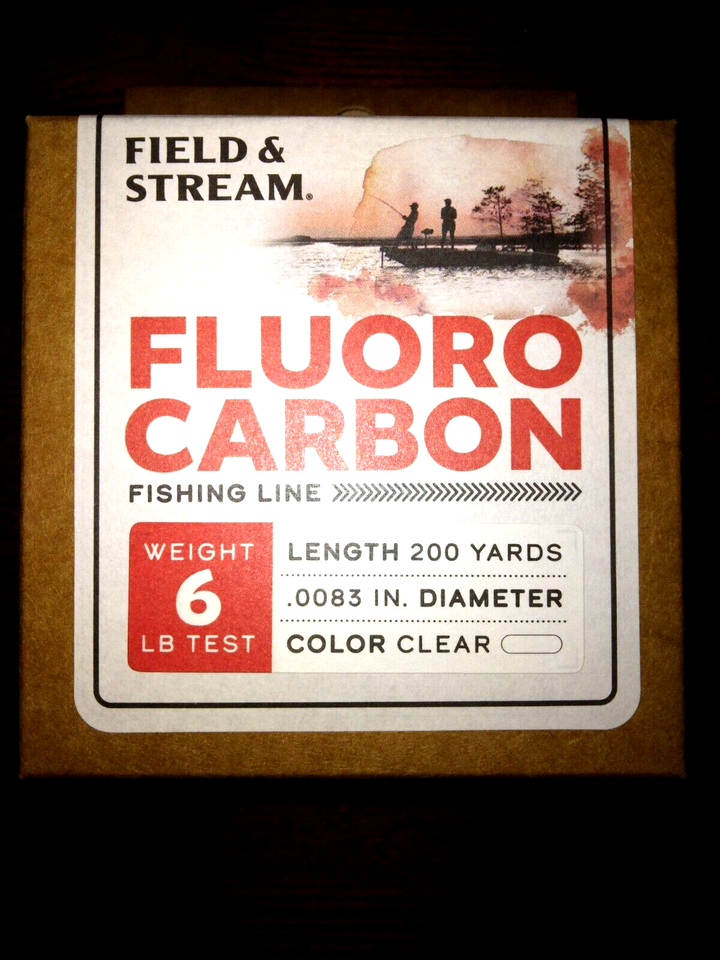 FIELD &
STREAM®
FLUORO
CARBON
FISHING LINE
WEIGHT
6
LB TEST
LENGTH 200 YARDS
.0083 IN. DIAMETER
COLOR CLEAR